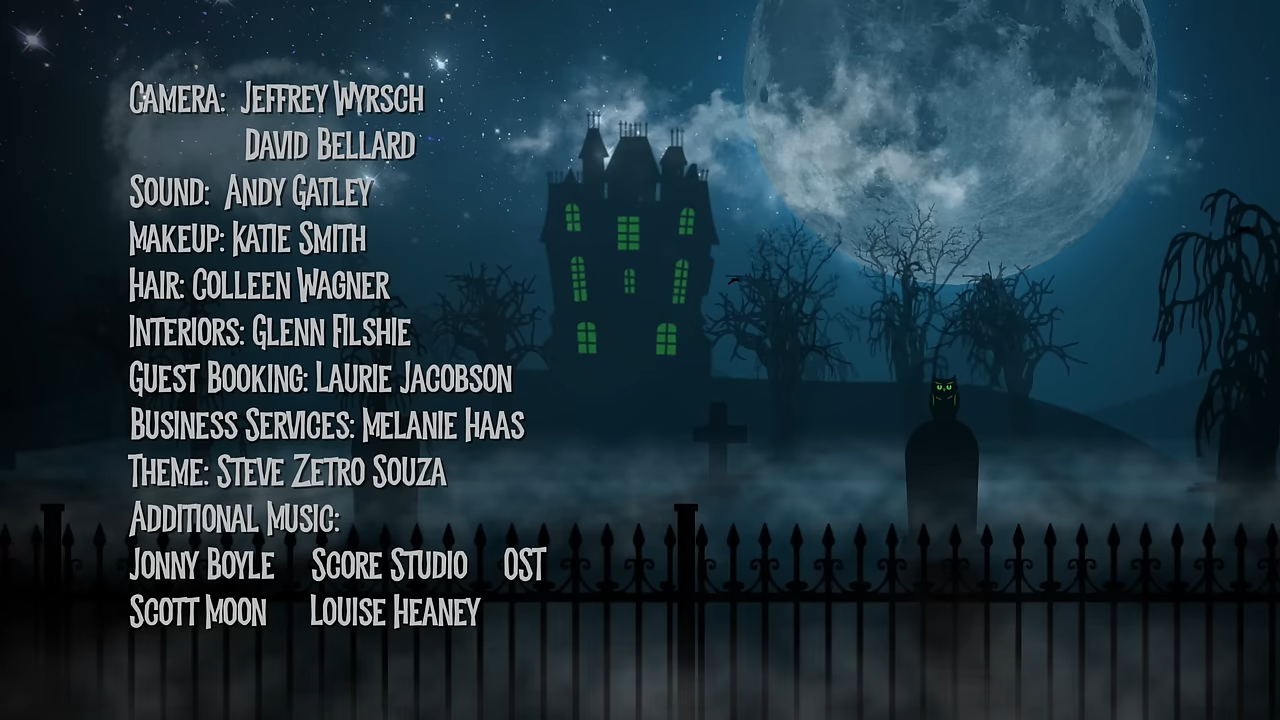 CAMERA: JEFFREY WYRSCH
DAVID BELLARD
SOUND: ANDY GATLEY
MAKEUP: KATIE SMITH
HAIR: COLLEEN WAGNER
INTERIORS: GLENN FILSHIE
GUEST BOOKING: LAURIE JACOBSON
BUSINESS SERVICES: MELANIE HAAS
THEME: STEVE ZETRO SOUZA
ADDITIONAL MUSIC:
JONNY BOYLE SCORE STUDIO OST
SCOTT MOON LOUISE HEANEY